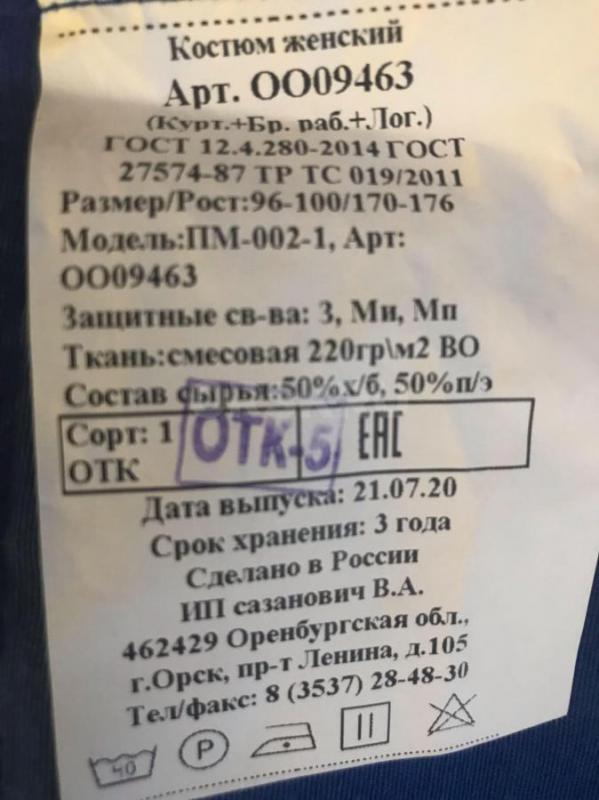 Костюм женский
Арт. ОО09463
(Курт.+Бр. раб.+Лог.)
ГОСТ 12.4.280-2014 ГОСТ
27574-87 ТР ТС 019/2011
Размер/Рост:96-100/170-176
Модель:ПМ-002-1, Арт:
ОО09463
Защитные св-ва: З, Ми, Мп
Ткань:смесовая 220гр\м2 ВО
Состав сырья:50%х/б, 50%п/э
Сорт: 1 ОТК-5 ЕАС
ОТК
Дата выпуска: 21.07.20
Срок хранения: 3 года
Сделано в России
ИП сазанович В.А.
462429 Оренбургская обл.,
г.Орск, пр-т Ленина, д.105
Тел/факс: 8 (3537) 28-48-30
40 P